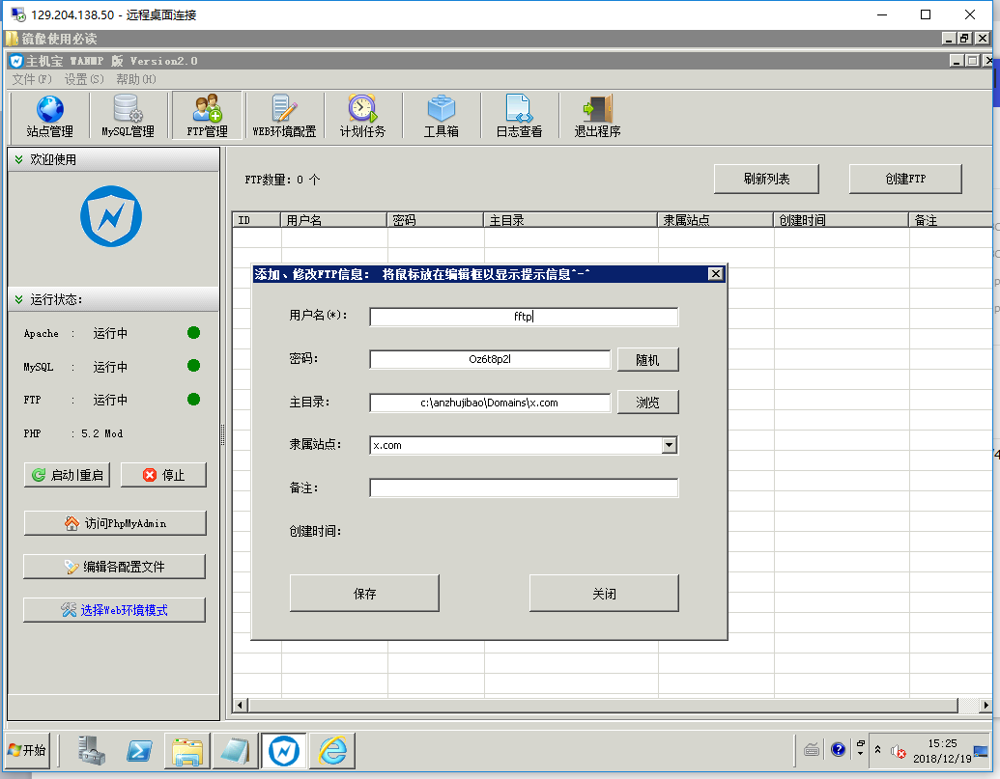 129.204.138.50 - 远程桌面连接
镜像使用必读
主机宝 WAMMP 版 Version2.0
文件(F) 设置(S) 帮助(H)
站点管理 MySQL管理 FTP管理 WEB环境配置 计划任务 工具箱 日志查看 退出程序
欢迎使用
FTP数量: 0 个
刷新列表 创建FTP
ID 用户名 密码 主目录 隶属站点 创建时间 备注
添加、修改FTP信息: 将鼠标放在编辑框以显示提示信息^-^
用户名(*): fftp
密码: Oz6t8p2l 随机
主目录: c:\anzhujibao\Domains\x.com 浏览
隶属站点: x.com
备注:
创建时间:
保存 关闭
运行状态:
Apache : 运行中
MySQL : 运行中
FTP : 运行中
PHP : 5.2 Mod
启动|重启 停止
访问PhpMyAdmin
编辑各配置文件
选择Web环境模式
开始
15:25
2018/12/19